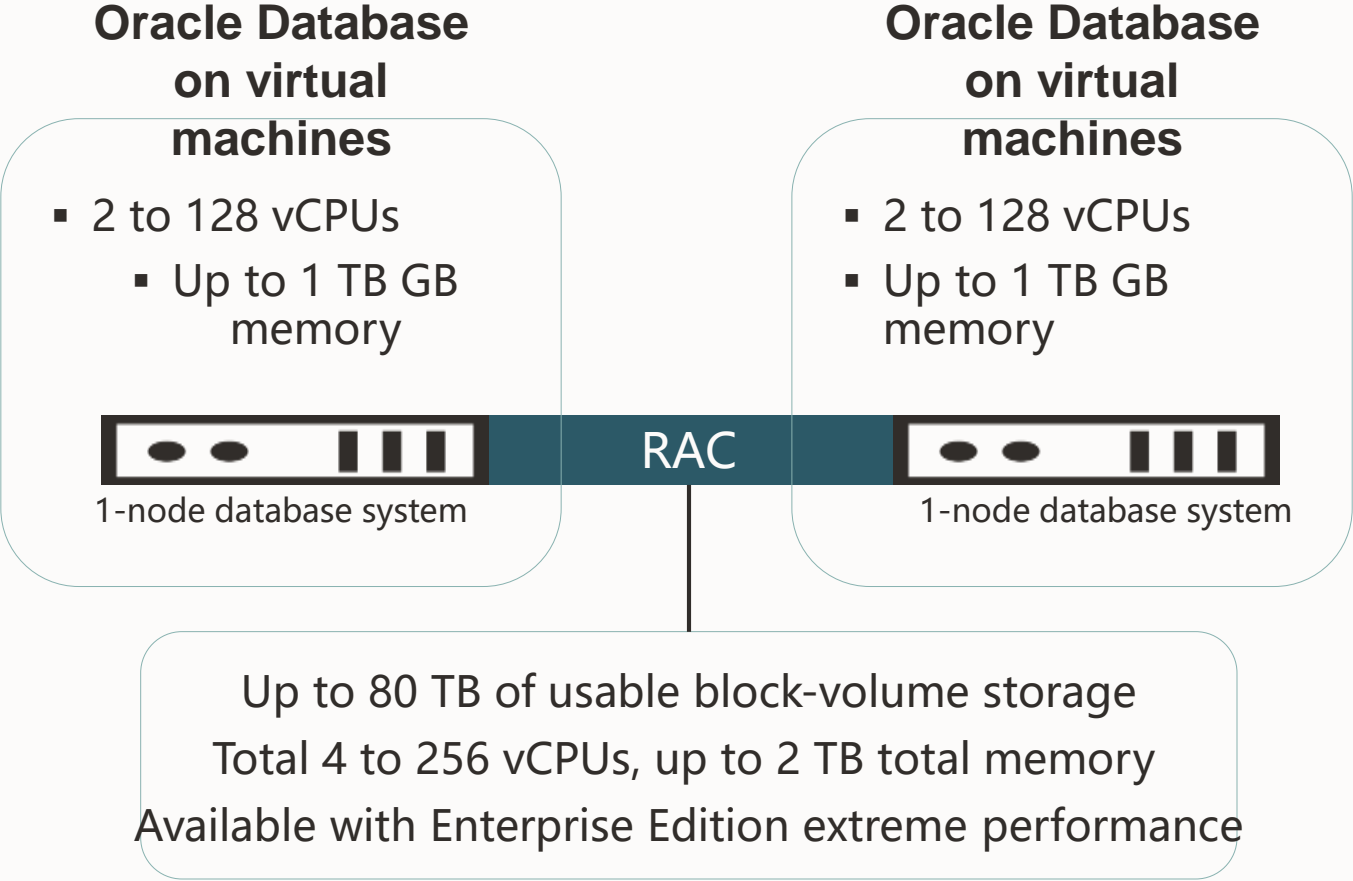 Oracle Database
on virtual
machines
▪ 2 to 128 vCPUs
▪ Up to 1 TB GB
memory
1-node database system
Oracle Database
on virtual
machines
▪ 2 to 128 vCPUs
▪ Up to 1 TB GB
memory
1-node database system
RAC
Up to 80 TB of usable block-volume storage
Total 4 to 256 vCPUs, up to 2 TB total memory
Available with Enterprise Edition extreme performance